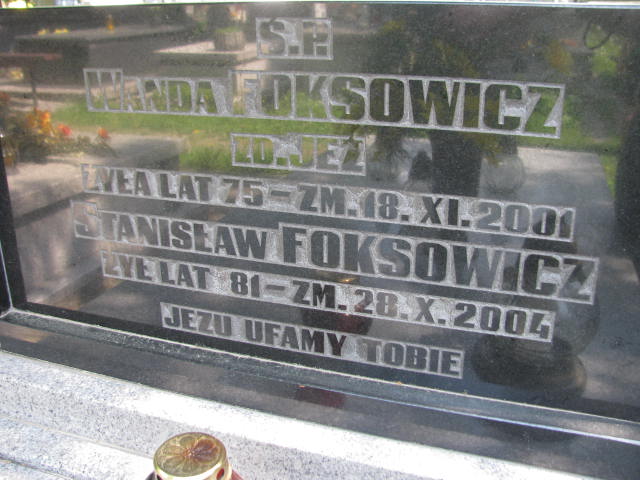 Ś.P.
WANDA FOKSOWICZ
ZD. JEŻ
ŻYŁA LAT 75 – ZM. 18. XI. 2001
STANISŁAW FOKSOWICZ
ŻYŁ LAT 81 – ZM. 28. X. 2004
JEZU UFAMY TOBIE